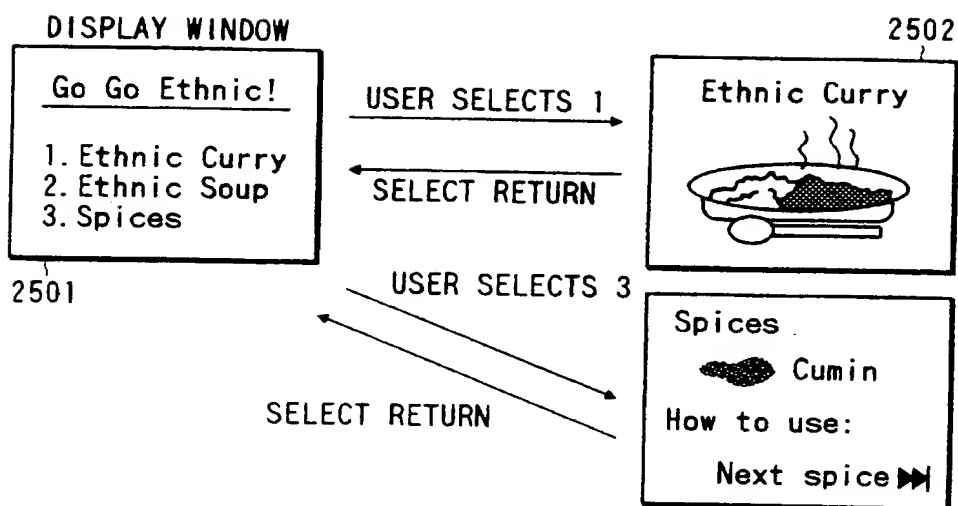 DISPLAY WINDOW
Go Go Ethnic!
1. Ethnic Curry
2. Ethnic Soup
3. Spices
2501
USER SELECTS 1
SELECT RETURN
2502
Ethnic Curry
USER SELECTS 3
SELECT RETURN
Spices
Cumin
How to use:
Next spice